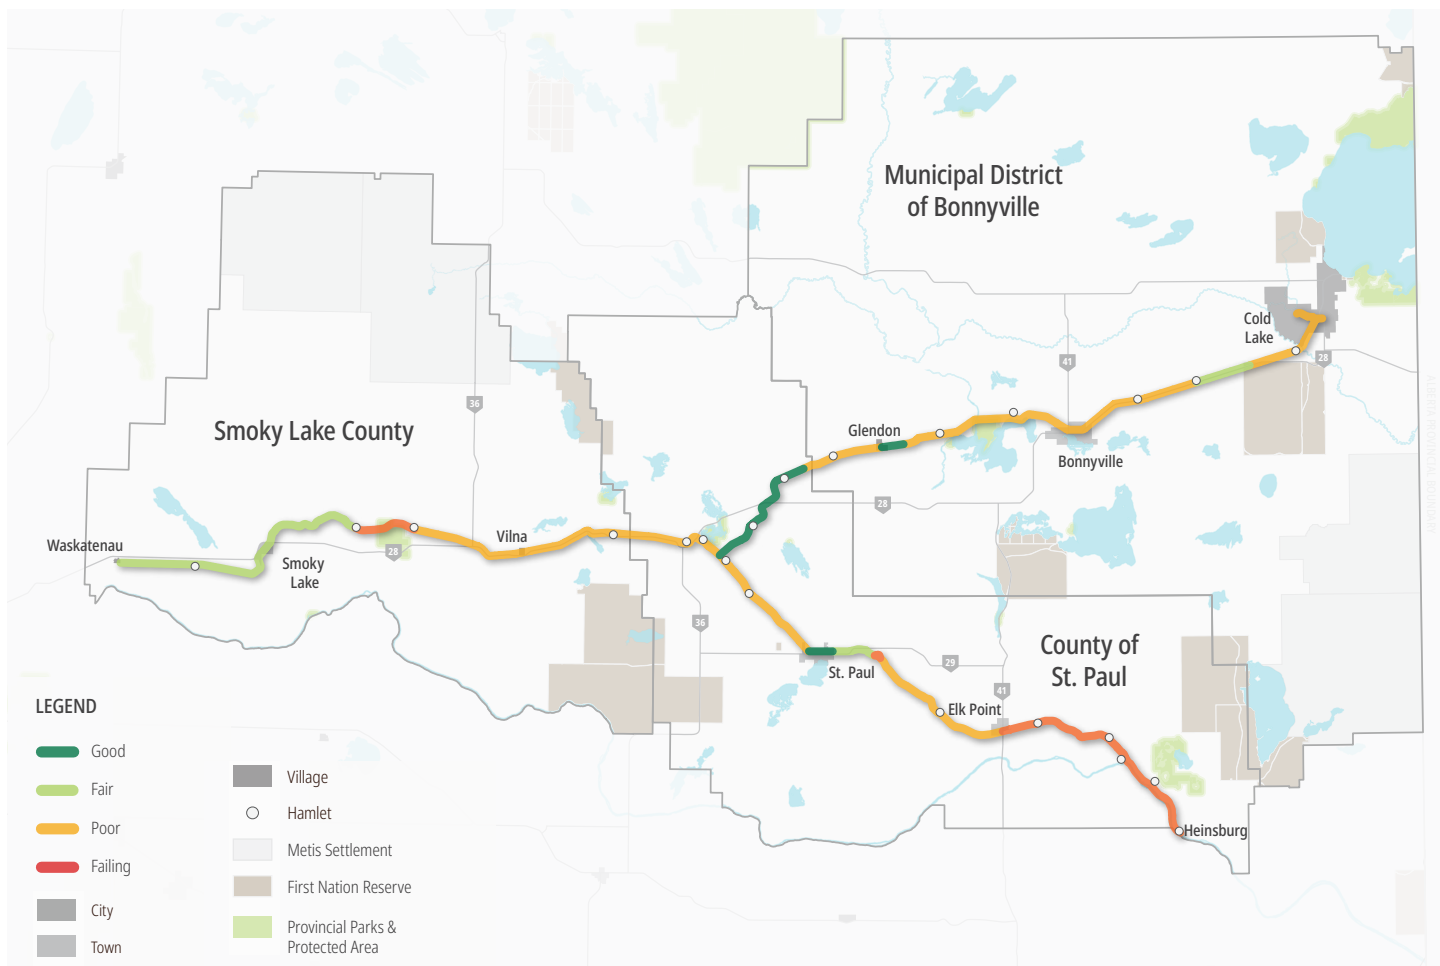 Municipal District
of Bonnyville
Cold
Lake
28
41
36
Smoky Lake County
Glendon
Bonnyville
28
Vilna
Waskatenau
28
Smoky
Lake
36
County of
St. Paul
29
St. Paul
41
Elk Point
Heinsburg
LEGEND
Good
Fair
Poor
Failing
City
Town
Village
Hamlet
Metis Settlement
First Nation Reserve
Provincial Parks &
Protected Area